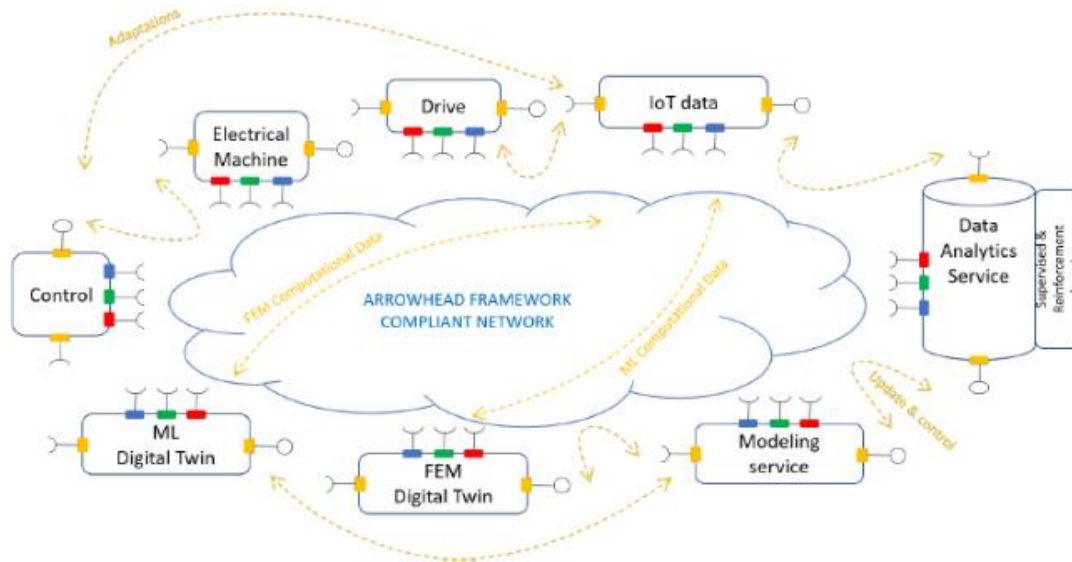 Adaptations
Drive
IoT data
Electrical
Machine
Data
Analytics
Service
Supervised &
Reinforcement
Control
FEM Computational Data
ARROWHEAD FRAMEWORK
COMPLIANT NETWORK
ML Computational Data
Update & control
ML
Digital Twin
FEM
Digital Twin
Modeling
service